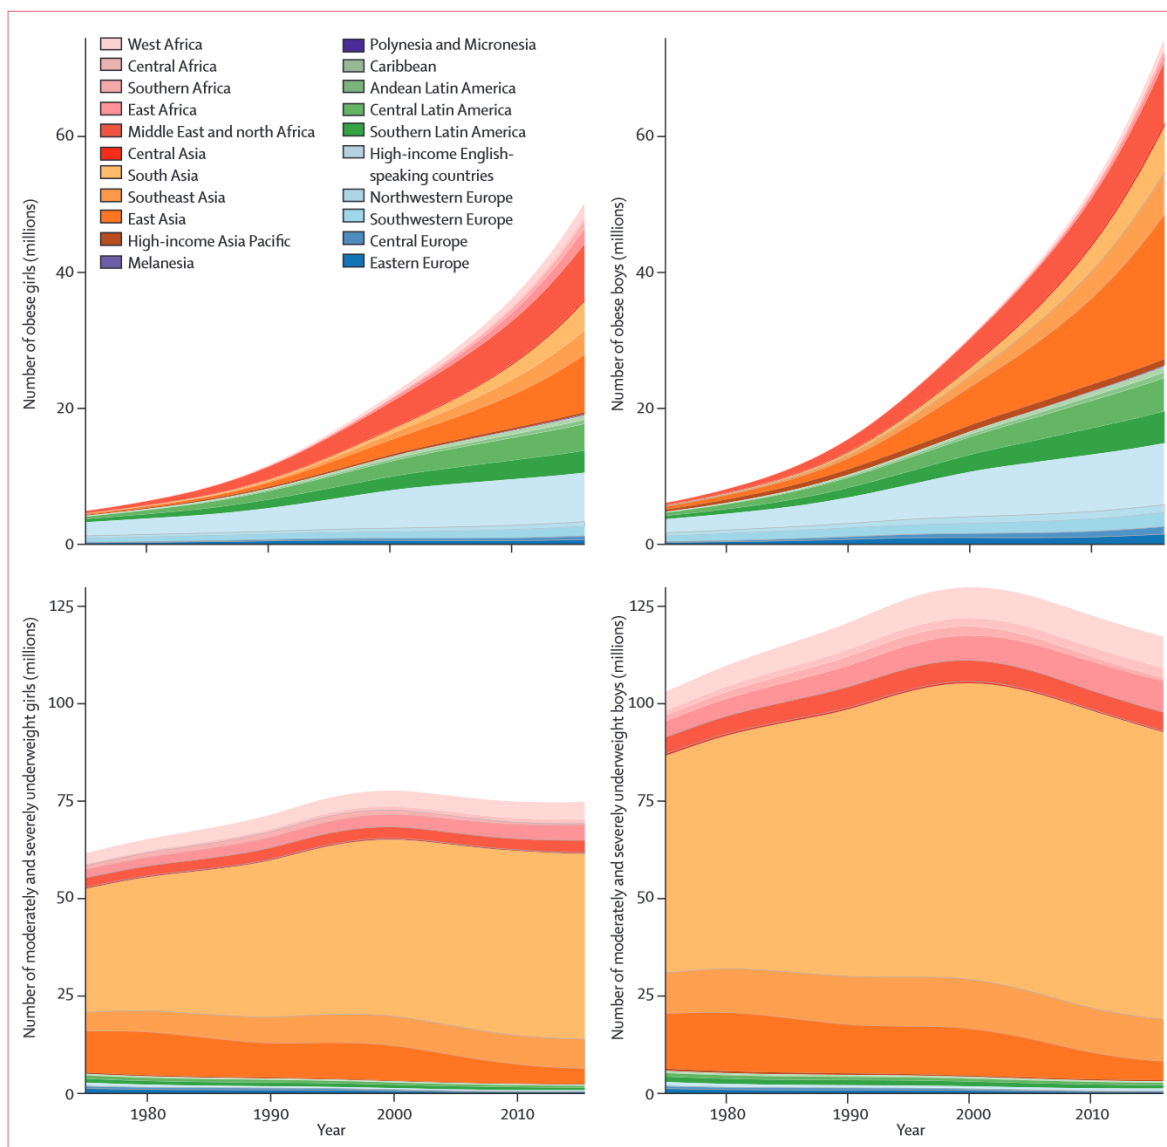 West Africa
Central Africa
Southern Africa
East Africa
Middle East and north Africa
Central Asia
South Asia
Southeast Asia
East Asia
High-income Asia Pacific
Melanesia
Polynesia and Micronesia
Caribbean
Andean Latin America
Central Latin America
Southern Latin America
High-income English-
speaking countries
Northwestern Europe
Southwestern Europe
Central Europe
Eastern Europe
Number of obese girls (millions)
60
40
20
0
Number of obese boys (millions)
60
40
20
0
Number of moderately and severely underweight girls (millions)
125
100
75
50
25
0
1980
1990
2000
2010
Year
Number of moderately and severely underweight boys (millions)
125
100
75
50
25
0
1980
1990
2000
2010
Year